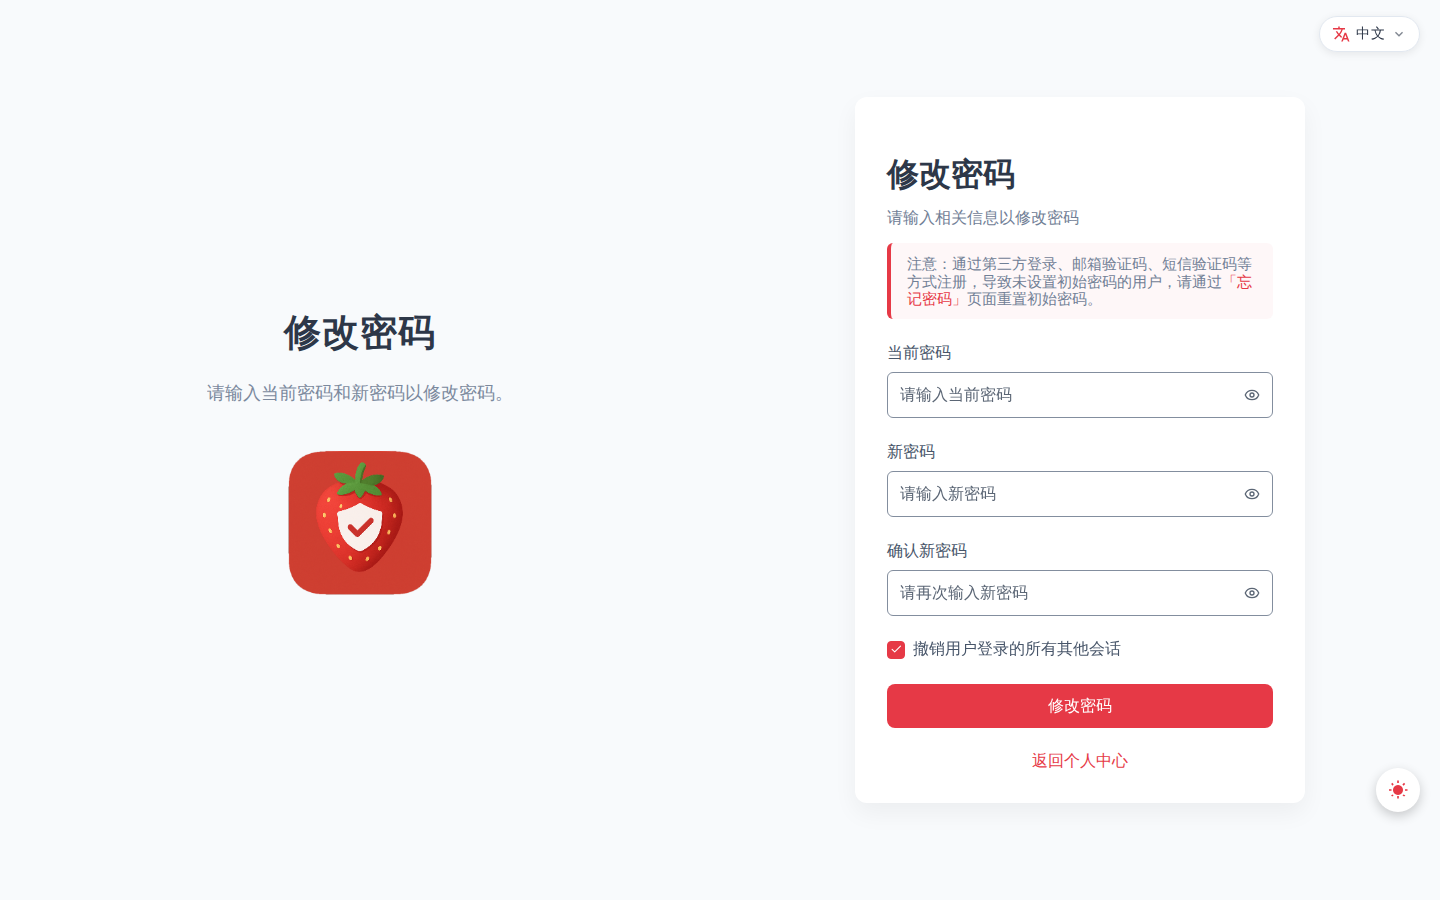 中文
修改密码
请输入当前密码和新密码以修改密码。
修改密码
请输入相关信息以修改密码
注意：通过第三方登录、邮箱验证码、短信验证码等
方式注册，导致未设置初始密码的用户，请通过「忘
记密码」页面重置初始密码。
当前密码
请输入当前密码
新密码
请输入新密码
确认新密码
请再次输入新密码
撤销用户登录的所有其他会话
修改密码
返回个人中心